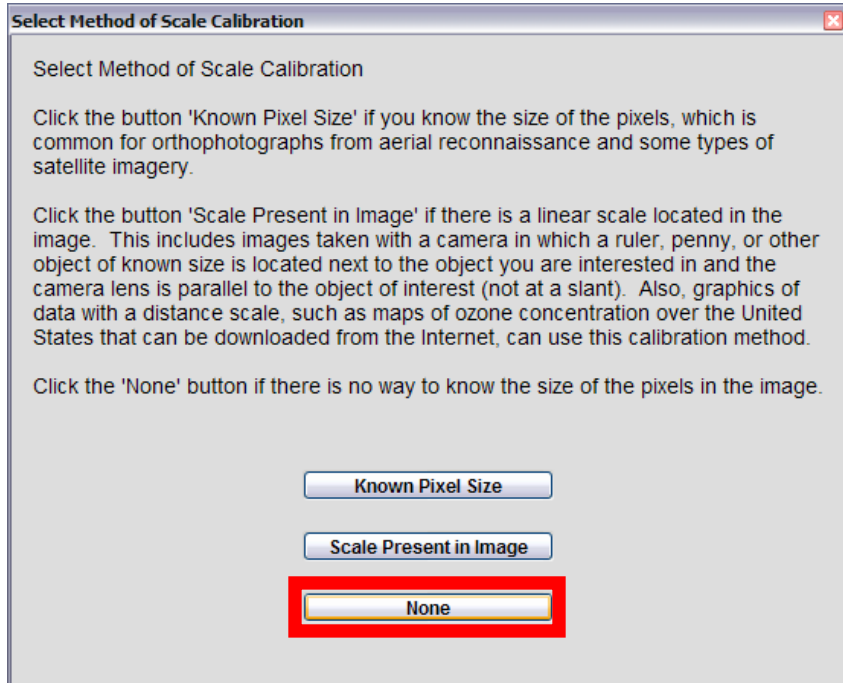 Select Method of Scale Calibration
Select Method of Scale Calibration
Click the button 'Known Pixel Size' if you know the size of the pixels, which is
common for orthophotographs from aerial reconnaissance and some types of
satellite imagery.
Click the button 'Scale Present in Image' if there is a linear scale located in the
image.  This includes images taken with a camera in which a ruler, penny, or other
object of known size is located next to the object you are interested in and the
camera lens is parallel to the object of interest (not at a slant).  Also, graphics of
data with a distance scale, such as maps of ozone concentration over the United
States that can be downloaded from the Internet, can use this calibration method.
Click the 'None' button if there is no way to know the size of the pixels in the image.
Known Pixel Size
Scale Present in Image
None